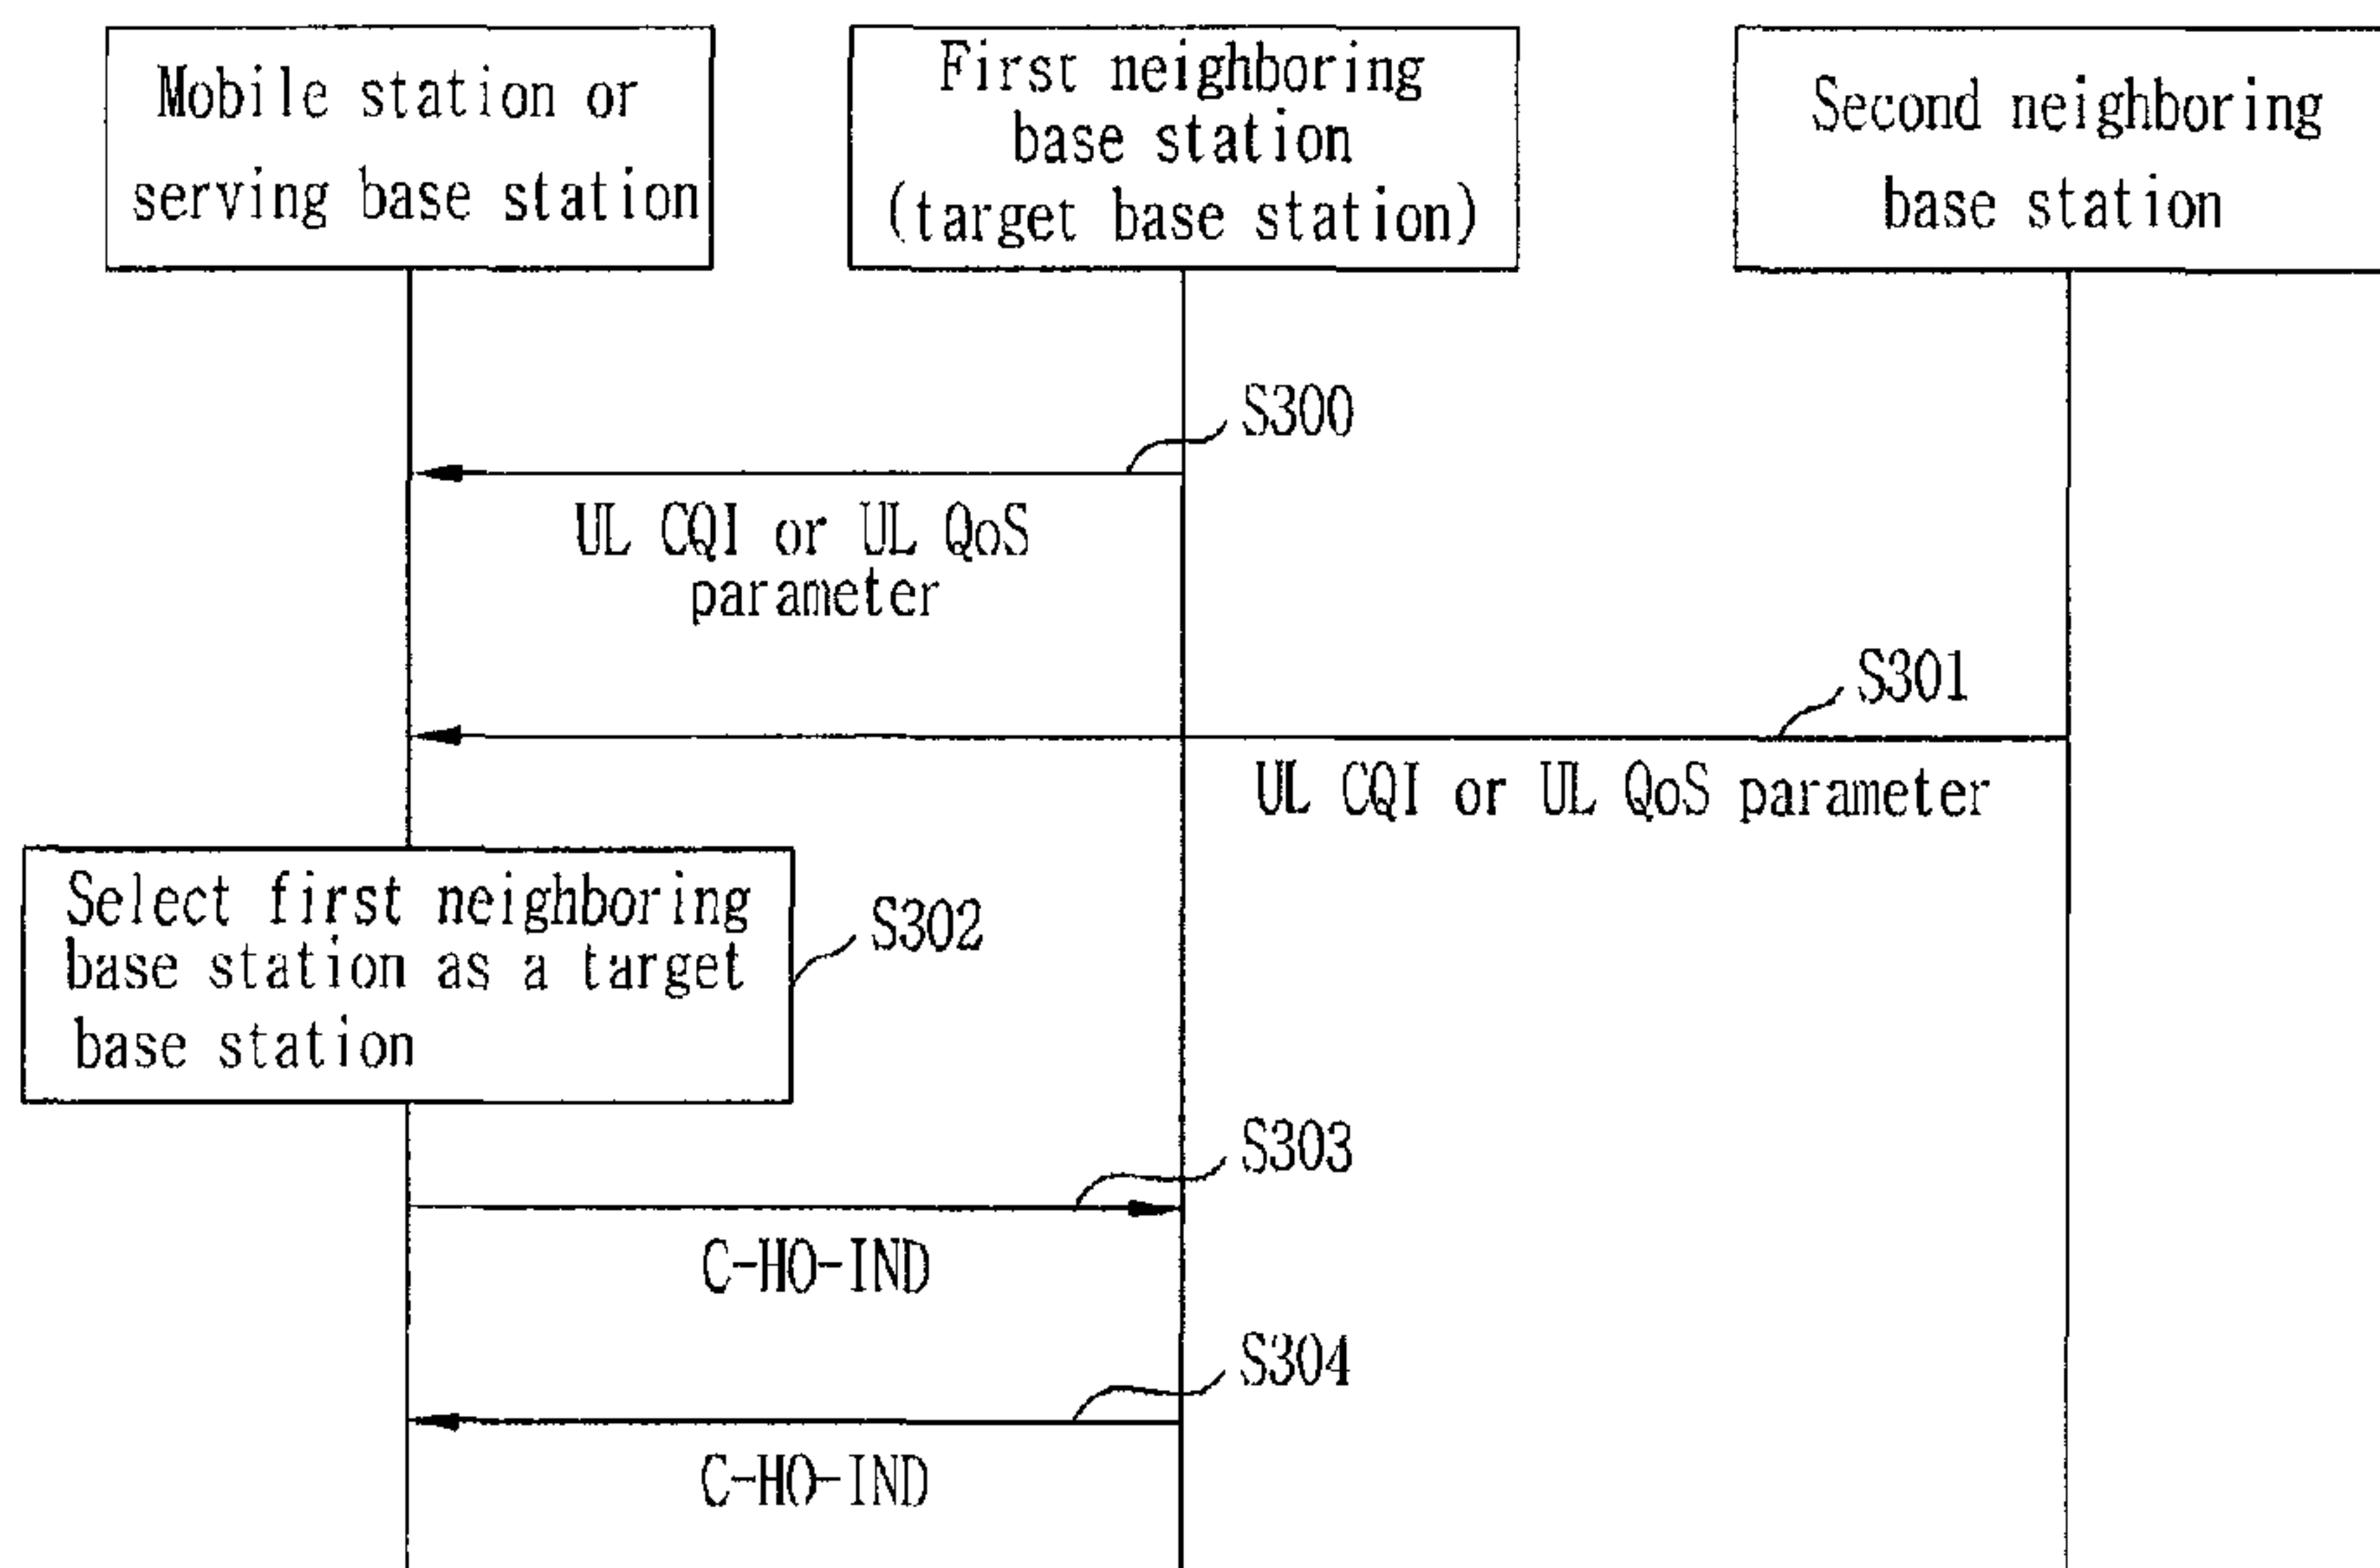 Mobile station or
serving base station
First neighboring
base station
(target base station)
Second neighboring
base station
S300
UL CQI or UL QoS
parameter
S301
UL CQI or UL QoS parameter
Select first neighboring
base station as a target
base station
S302
S303
C-HO-IND
S304
C-HO-IND